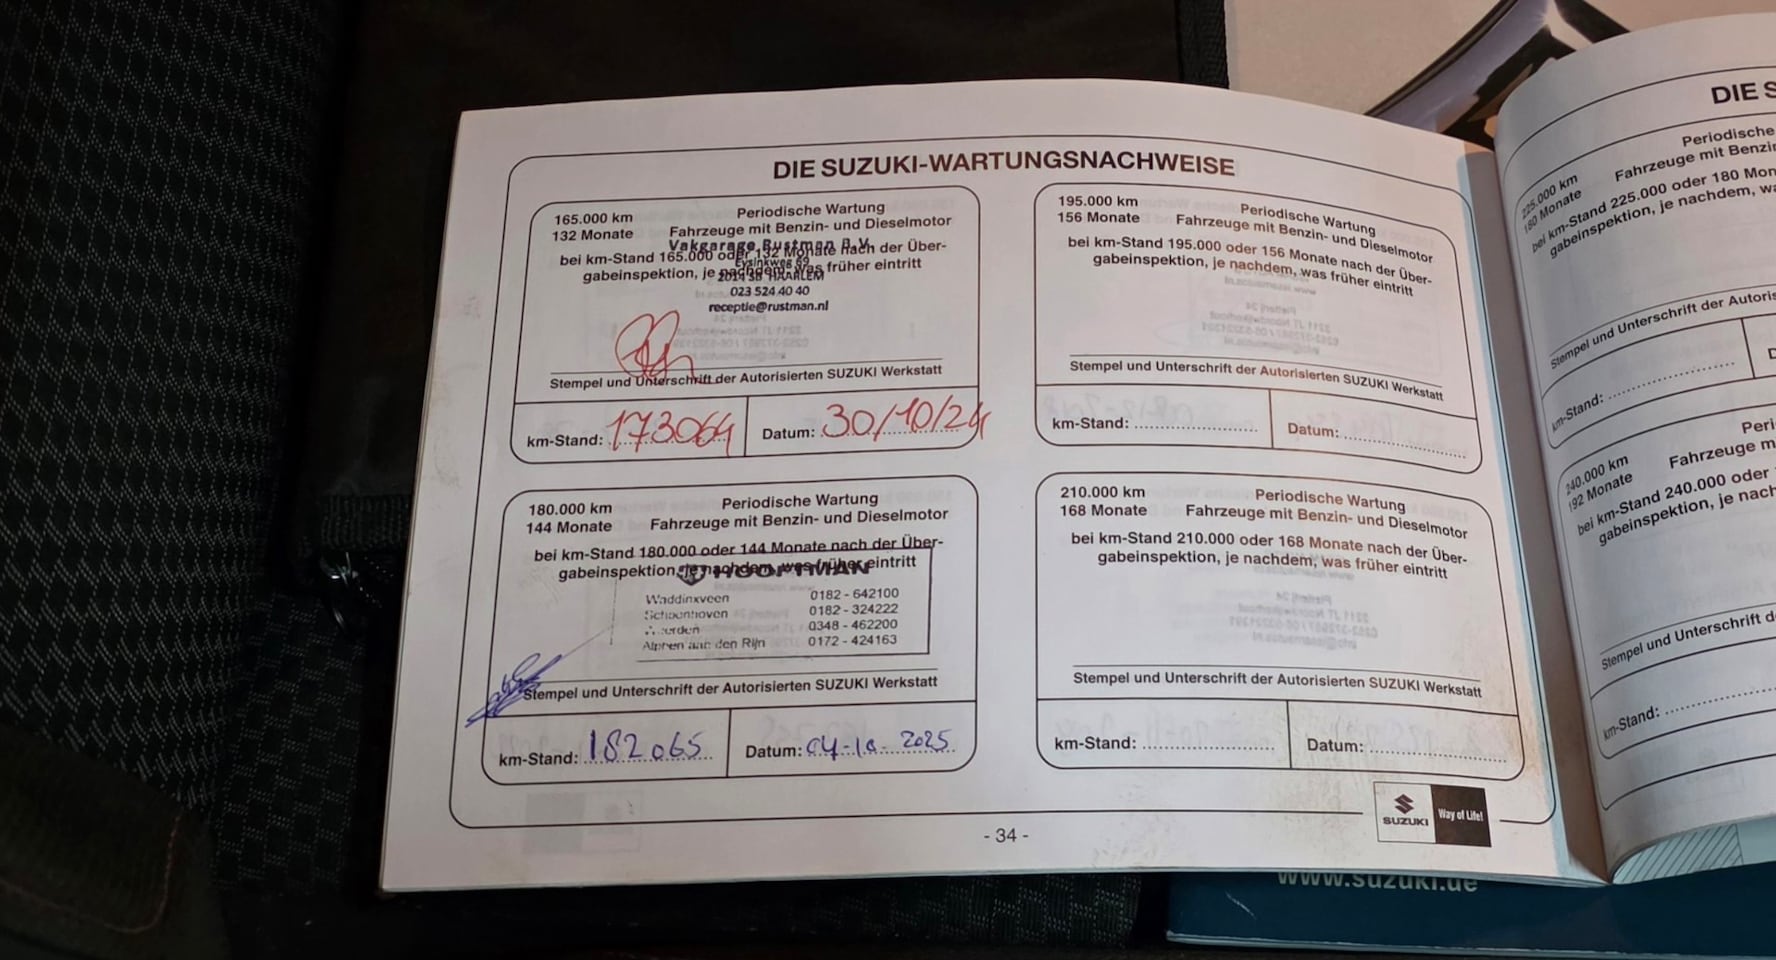 DIE SUZUKI-WARTUNGSNACHWEISE
165.000 km
132 Monate
Periodische Wartung
Fahrzeuge mit Benzin- und Dieselmotor
bei km-Stand 165.000 oder 132 Monate nach der Über-
gabeinspektion, je nachdem, was früher eintritt
Vakgarage Rustman B.V.
2014 HAARLEM
023 524 40 40
receptie@rustman.nl
Stempel und Unterschrift der Autorisierten SUZUKI Werkstatt
km-Stand: 173064
Datum: 30/10/24
180.000 km
144 Monate
Periodische Wartung
Fahrzeuge mit Benzin- und Dieselmotor
bei km-Stand 180.000 oder 144 Monate nach der Über-
gabeinspektion, je nachdem, was früher eintritt
HOOFTMAN
Waddinxveen 0182 - 642100
Schoonhoven 0182 - 324222
0348 - 462200
Alphen aan den Rijn 0172 - 424163
Stempel und Unterschrift der Autorisierten SUZUKI Werkstatt
km-Stand: 182065
Datum: 04-10-2025
195.000 km
156 Monate
Periodische Wartung
Fahrzeuge mit Benzin- und Dieselmotor
bei km-Stand 195.000 oder 156 Monate nach der Über-
gabeinspektion, je nachdem, was früher eintritt
Stempel und Unterschrift der Autorisierten SUZUKI Werkstatt
km-Stand:
Datum:
210.000 km
168 Monate
Periodische Wartung
Fahrzeuge mit Benzin- und Dieselmotor
bei km-Stand 210.000 oder 168 Monate nach der Über-
gabeinspektion, je nachdem, was früher eintritt
Stempel und Unterschrift der Autorisierten SUZUKI Werkstatt
km-Stand:
Datum:
- 34 -
SUZUKI
Way of Life!
DIE S
225.000 km
180 Monate
Periodische
Fahrzeuge mit Benzin
bei km-Stand 225.000 oder 180 Mon
gabeinspektion, je nachdem, wa
Stempel und Unterschrift der Autoris
km-Stand:
D
240.000 km
192 Monate
Peri
Fahrzeuge m
bei km-Stand 240.000 oder
gabeinspektion, je nach
Stempel und Unterschrift d
km-Stand:
www.suzuki.de